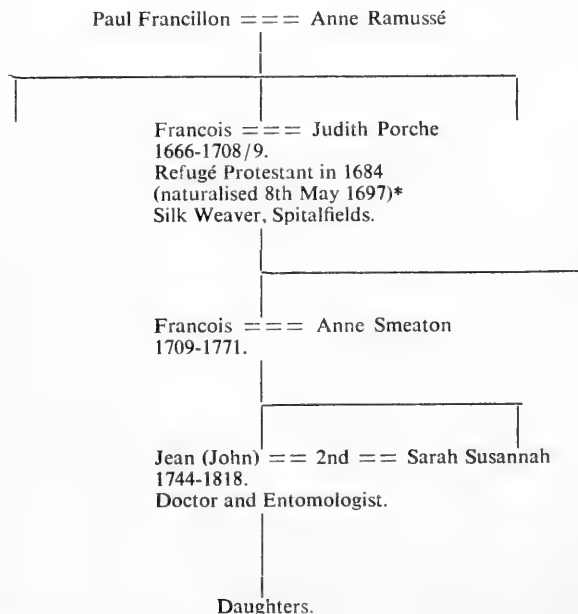 Paul Francillon === Anne Ramussé
Francois === Judith Porche
1666-1708/9.
Refugé Protestant in 1684
(naturalised 8th May 1697)*
Silk Weaver, Spitalfields.
Francois === Anne Smeaton
1709-1771.
Jean (John) == 2nd == Sarah Susannah
1744-1818.
Doctor and Entomologist.
Daughters.